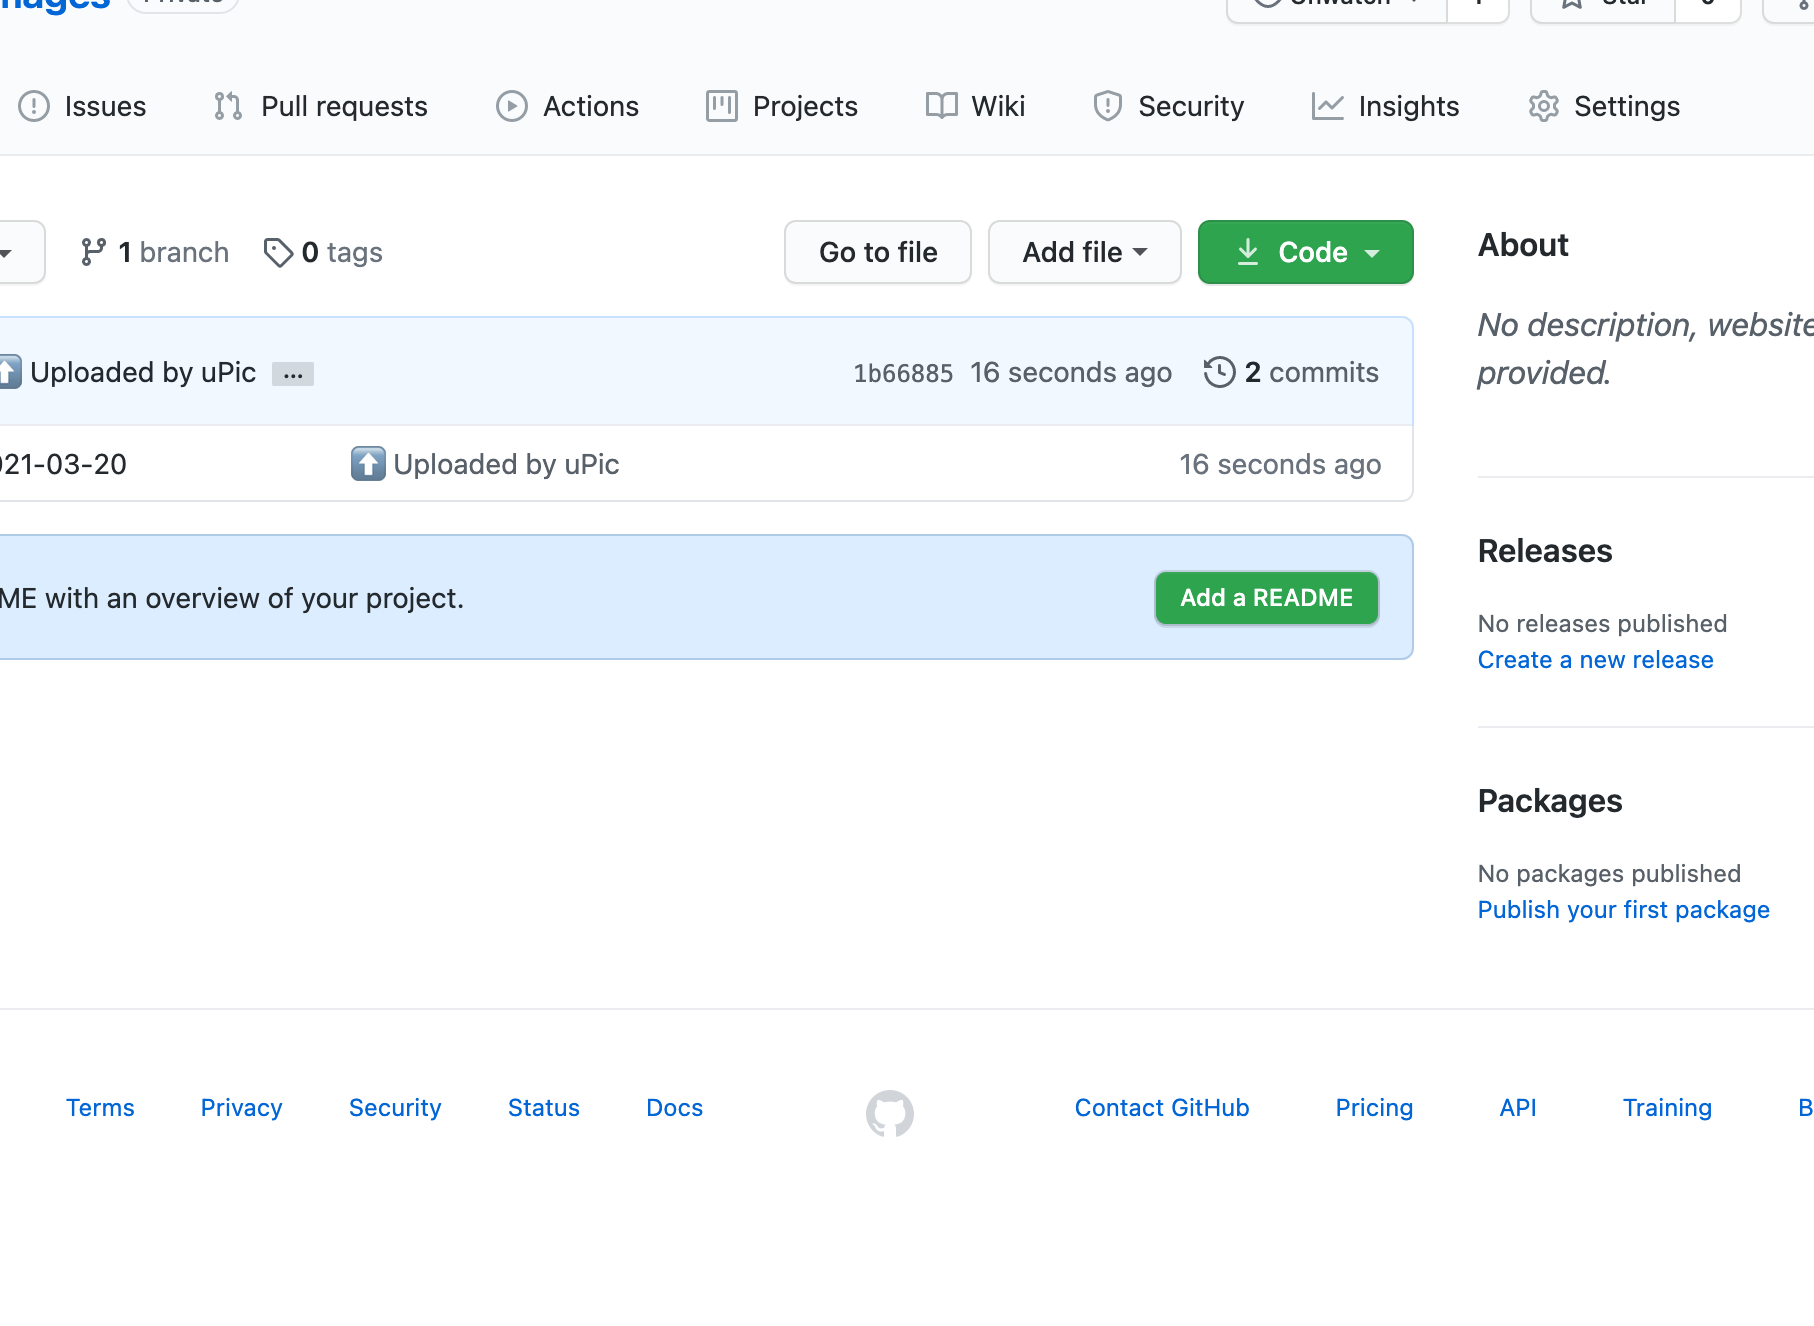 Issues Pull requests Actions Projects Wiki Security Insights Settings
1 branch 0 tags Go to file Add file Code
About
No description, website
provided.
Uploaded by uPic ... 1b66885 16 seconds ago 2 commits
21-03-20 Uploaded by uPic 16 seconds ago
ME with an overview of your project. Add a README
Releases
No releases published
Create a new release
Packages
No packages published
Publish your first package
Terms Privacy Security Status Docs Contact GitHub Pricing API Training B